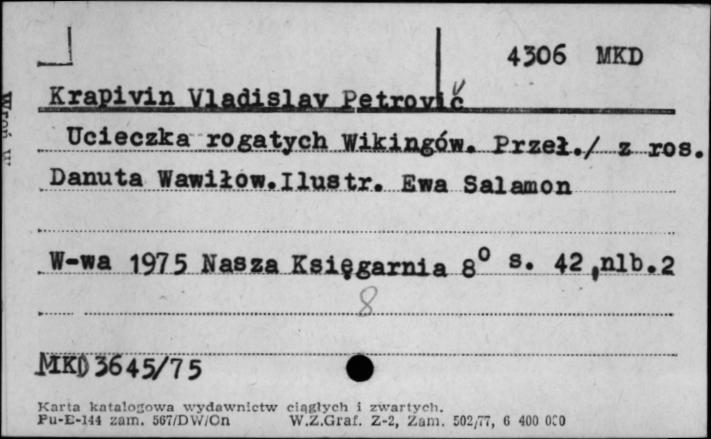 4306 MKD
Krapivin Vladislav Petrovič
Ucieczka rogatych Wikingów. Przeł./ z ros.
Danuta Wawiłow.Ilustr. Ewa Salamon
W-wa 1975 Nasza Księgarnia 8° s. 42,nlb.2
8
MKD 3645/75
Karta katalogowa wydawnictw ciągłych i zwartych.
Pu-E-144 zam. 567/DW/On W.Z.Graf. Z-2, Zam. 502/77, 6 400 000